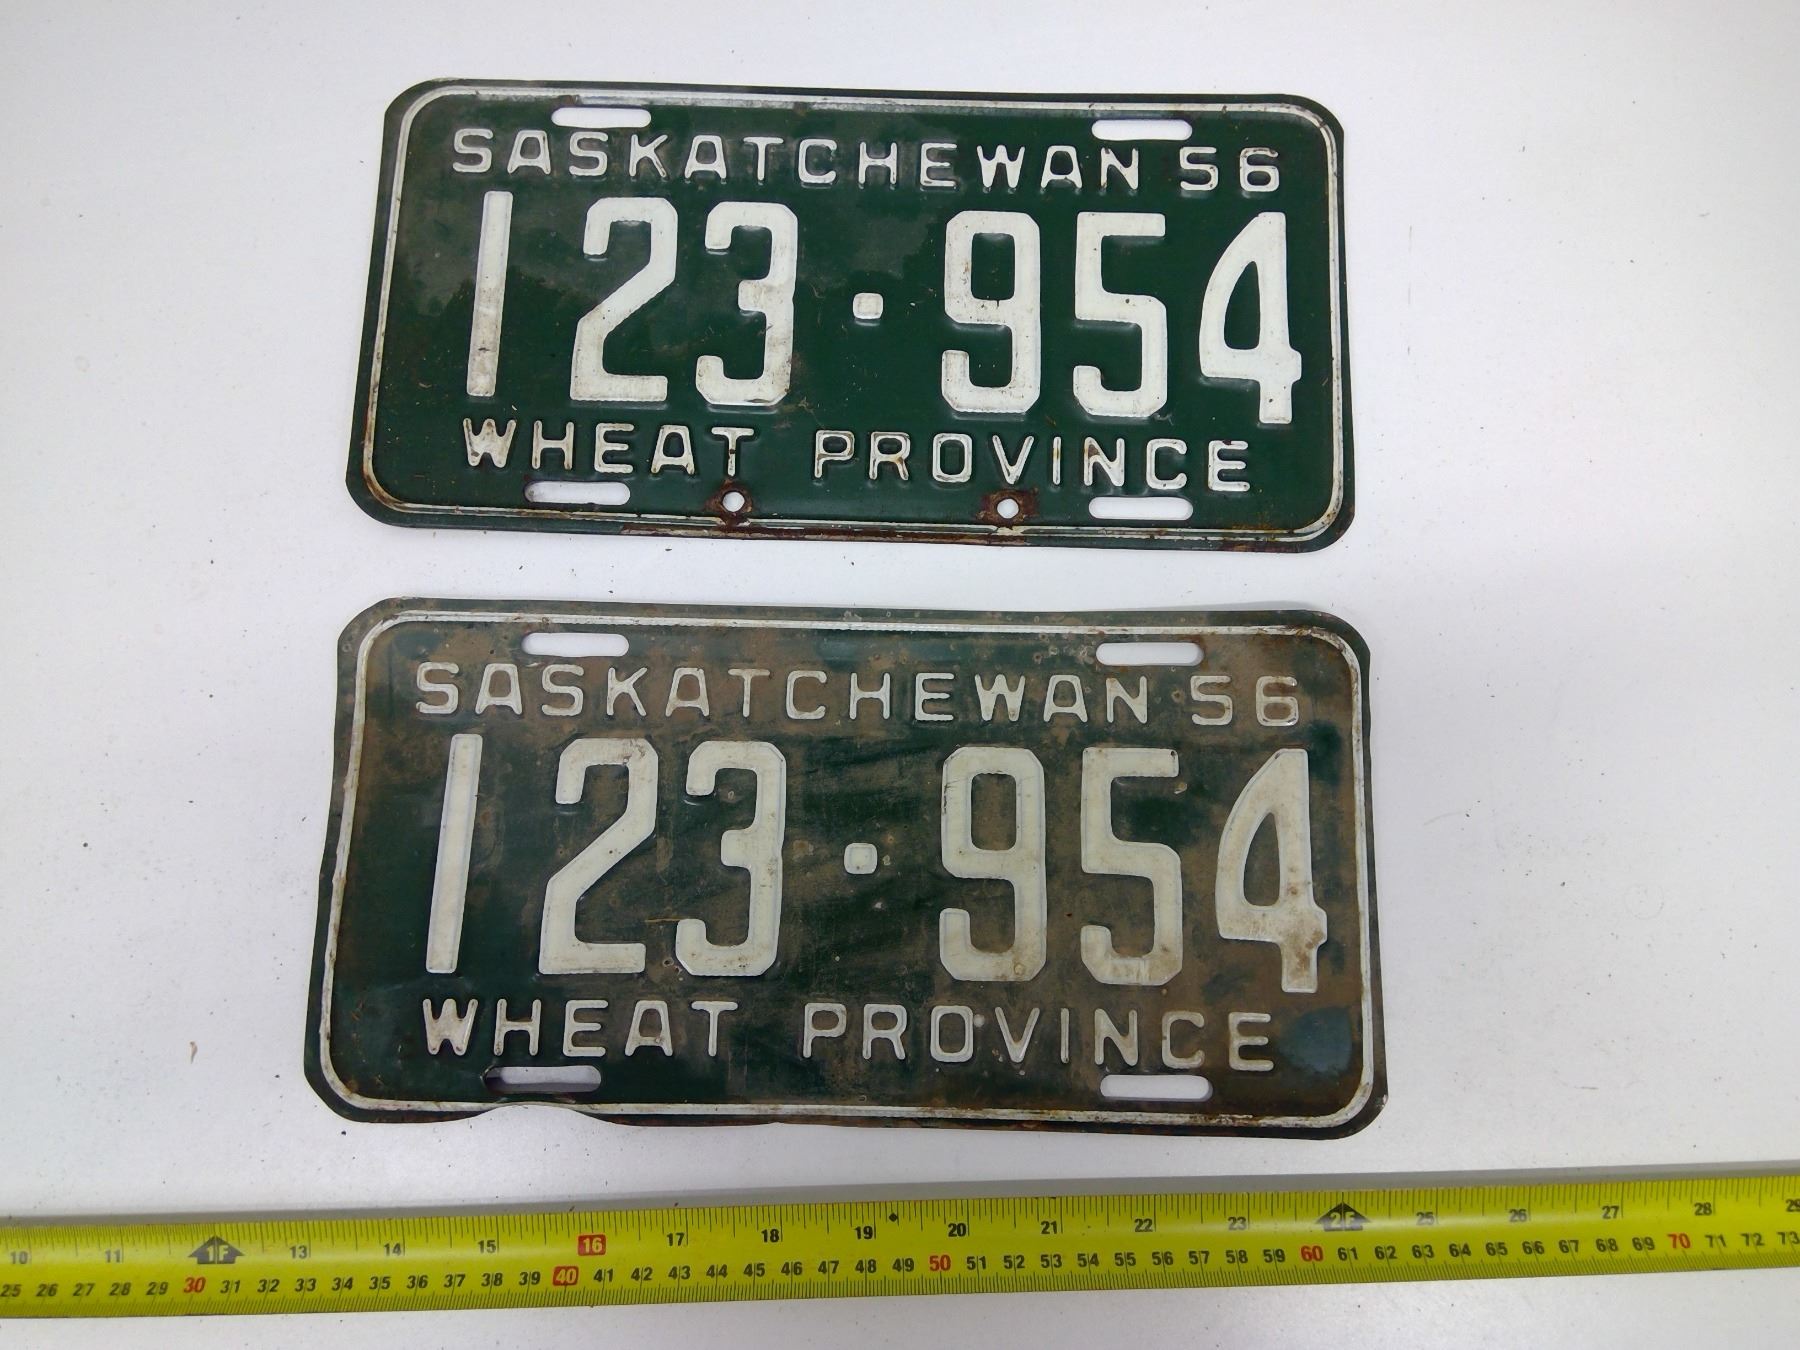 SASKATCHEWAN 56
123·954
WHEAT PROVINCE
SASKATCHEWAN 56
123·954
WHEAT PROVINCE
10 11 1F 13 14 15 16 17 18 19 20 21 22 23 2F 25 26 27 28 29
25 26 27 28 29 30 31 32 33 34 35 36 37 38 39 40 41 42 43 44 45 46 47 48 49 50 51 52 53 54 55 56 57 58 59 60 61 62 63 64 65 66 67 68 69 70 71 72 73